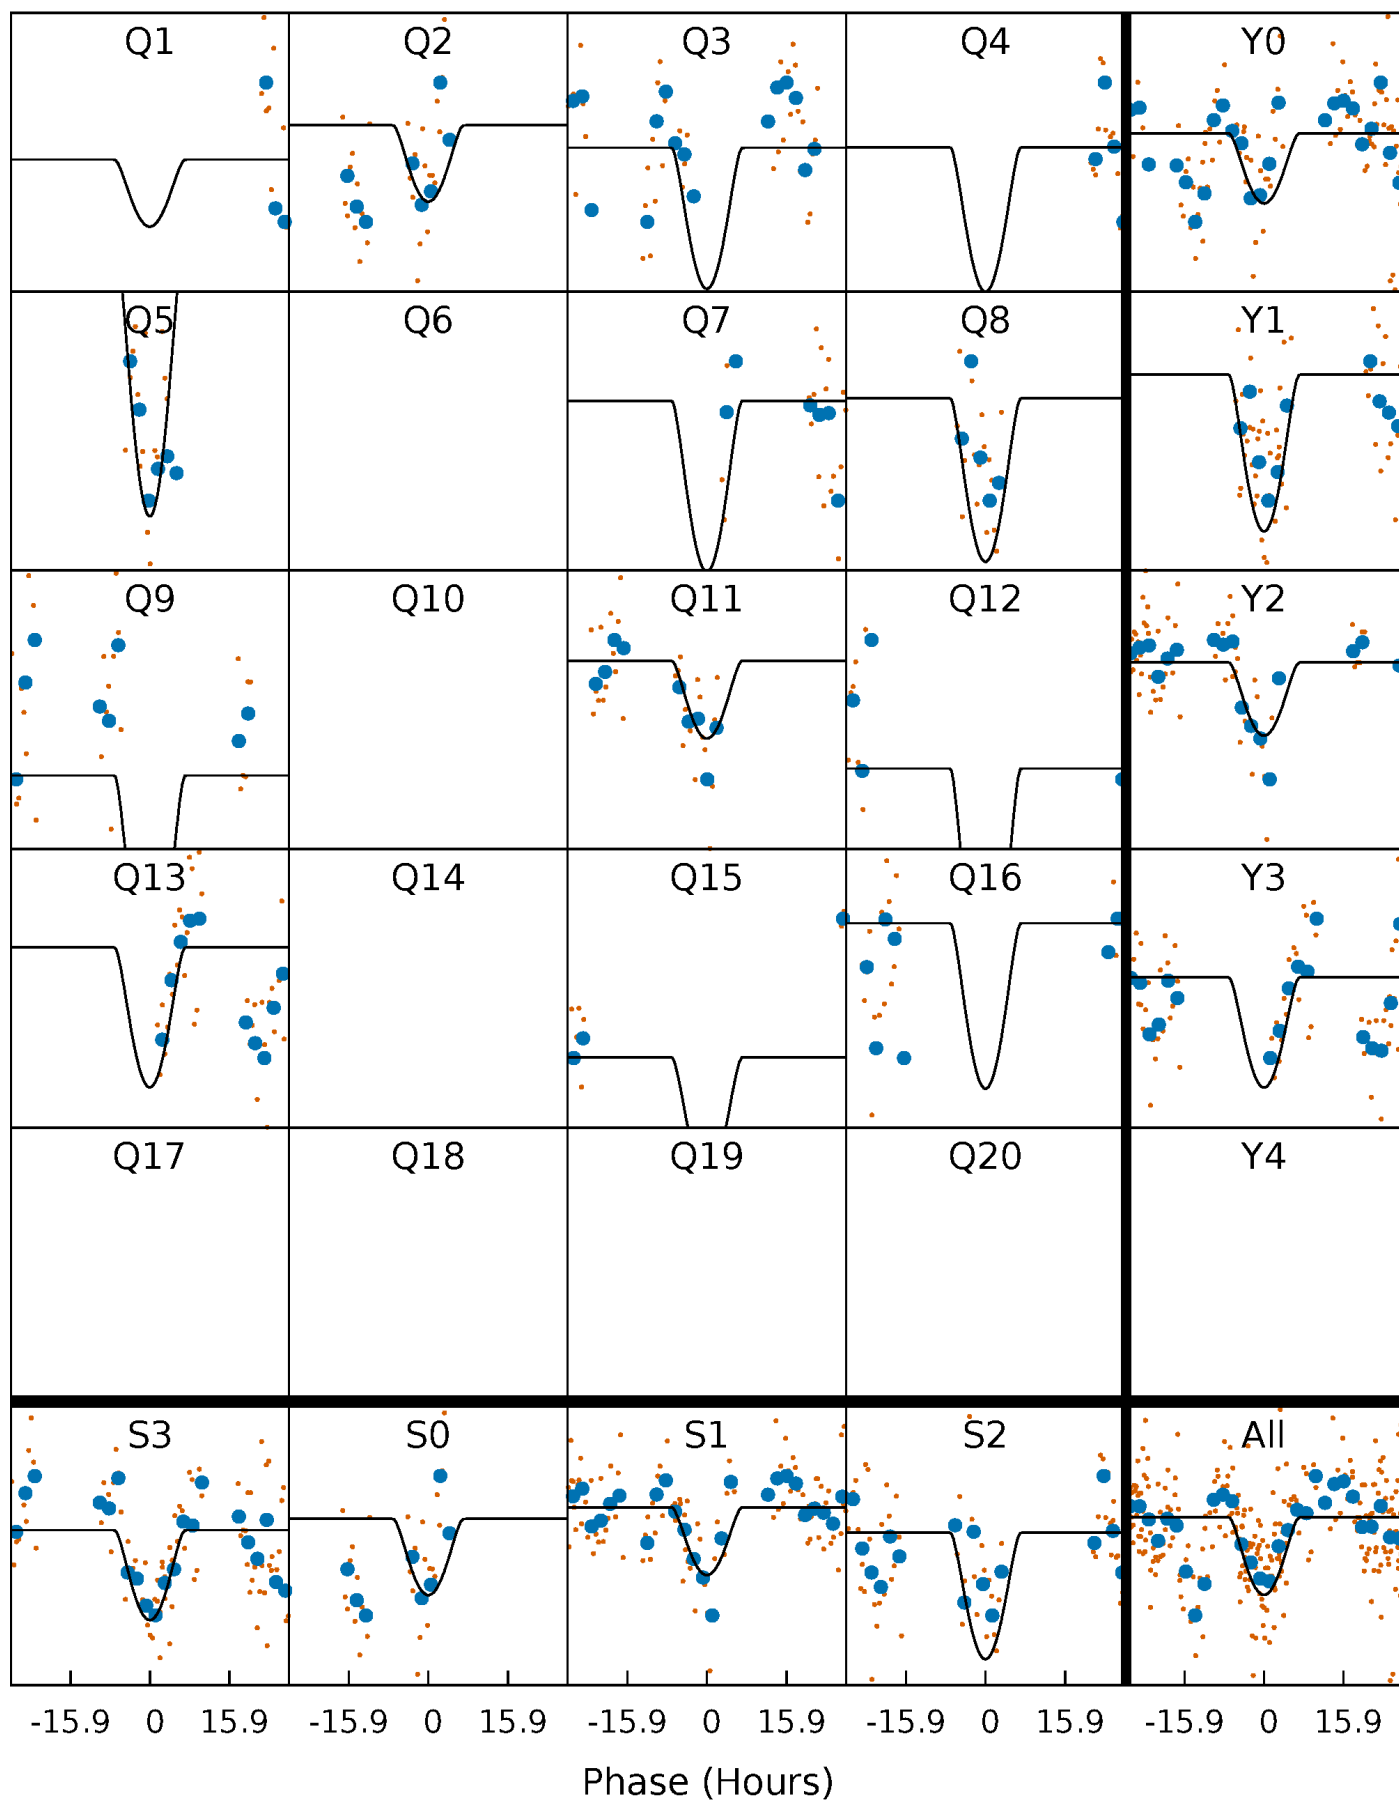 Q1 Q2 Q3 Q4 Y0
Q5 Q6 Q7 Q8 Y1
Q9 Q10 Q11 Q12 Y2
Q13 Q14 Q15 Q16 Y3
Q17 Q18 Q19 Q20 Y4
S3 S0 S1 S2 All
-15.9 0 15.9 -15.9 0 15.9 -15.9 0 15.9 -15.9 0 15.9 -15.9 0 15.9
Phase (Hours)